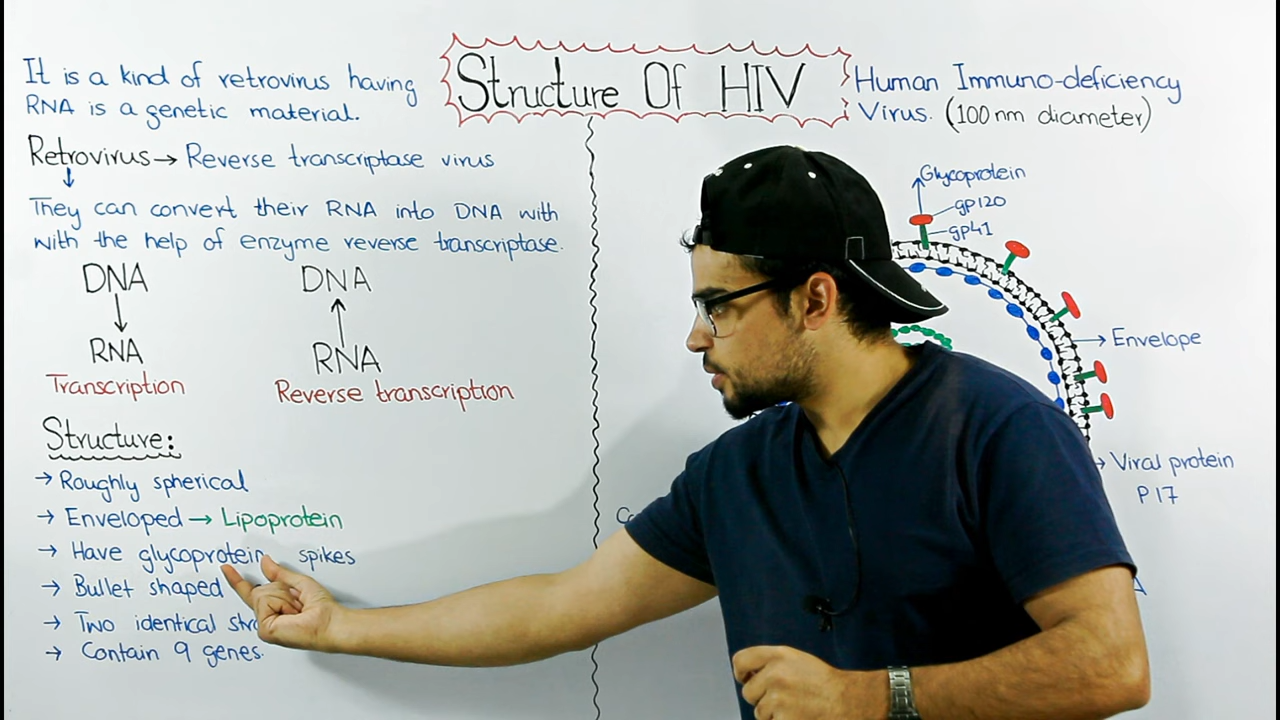 Structure Of HIV
It is a kind of retrovirus having
RNA is a genetic material.
Retrovirus → Reverse transcriptase virus
They can convert their RNA into DNA with
with the help of enzyme reverse transcriptase.
DNA
RNA
Transcription
DNA
RNA
Reverse transcription
Structure:
→ Roughly spherical
→ Enveloped → Lipoprotein
→ Have glycoprotein spikes
→ Bullet shaped
→ Two identical
→ Contain 9 genes.
Human Immuno-deficiency
Virus. (100 nm diameter)
Glycoprotein
gp120
gp41
Envelope
Viral protein
P17